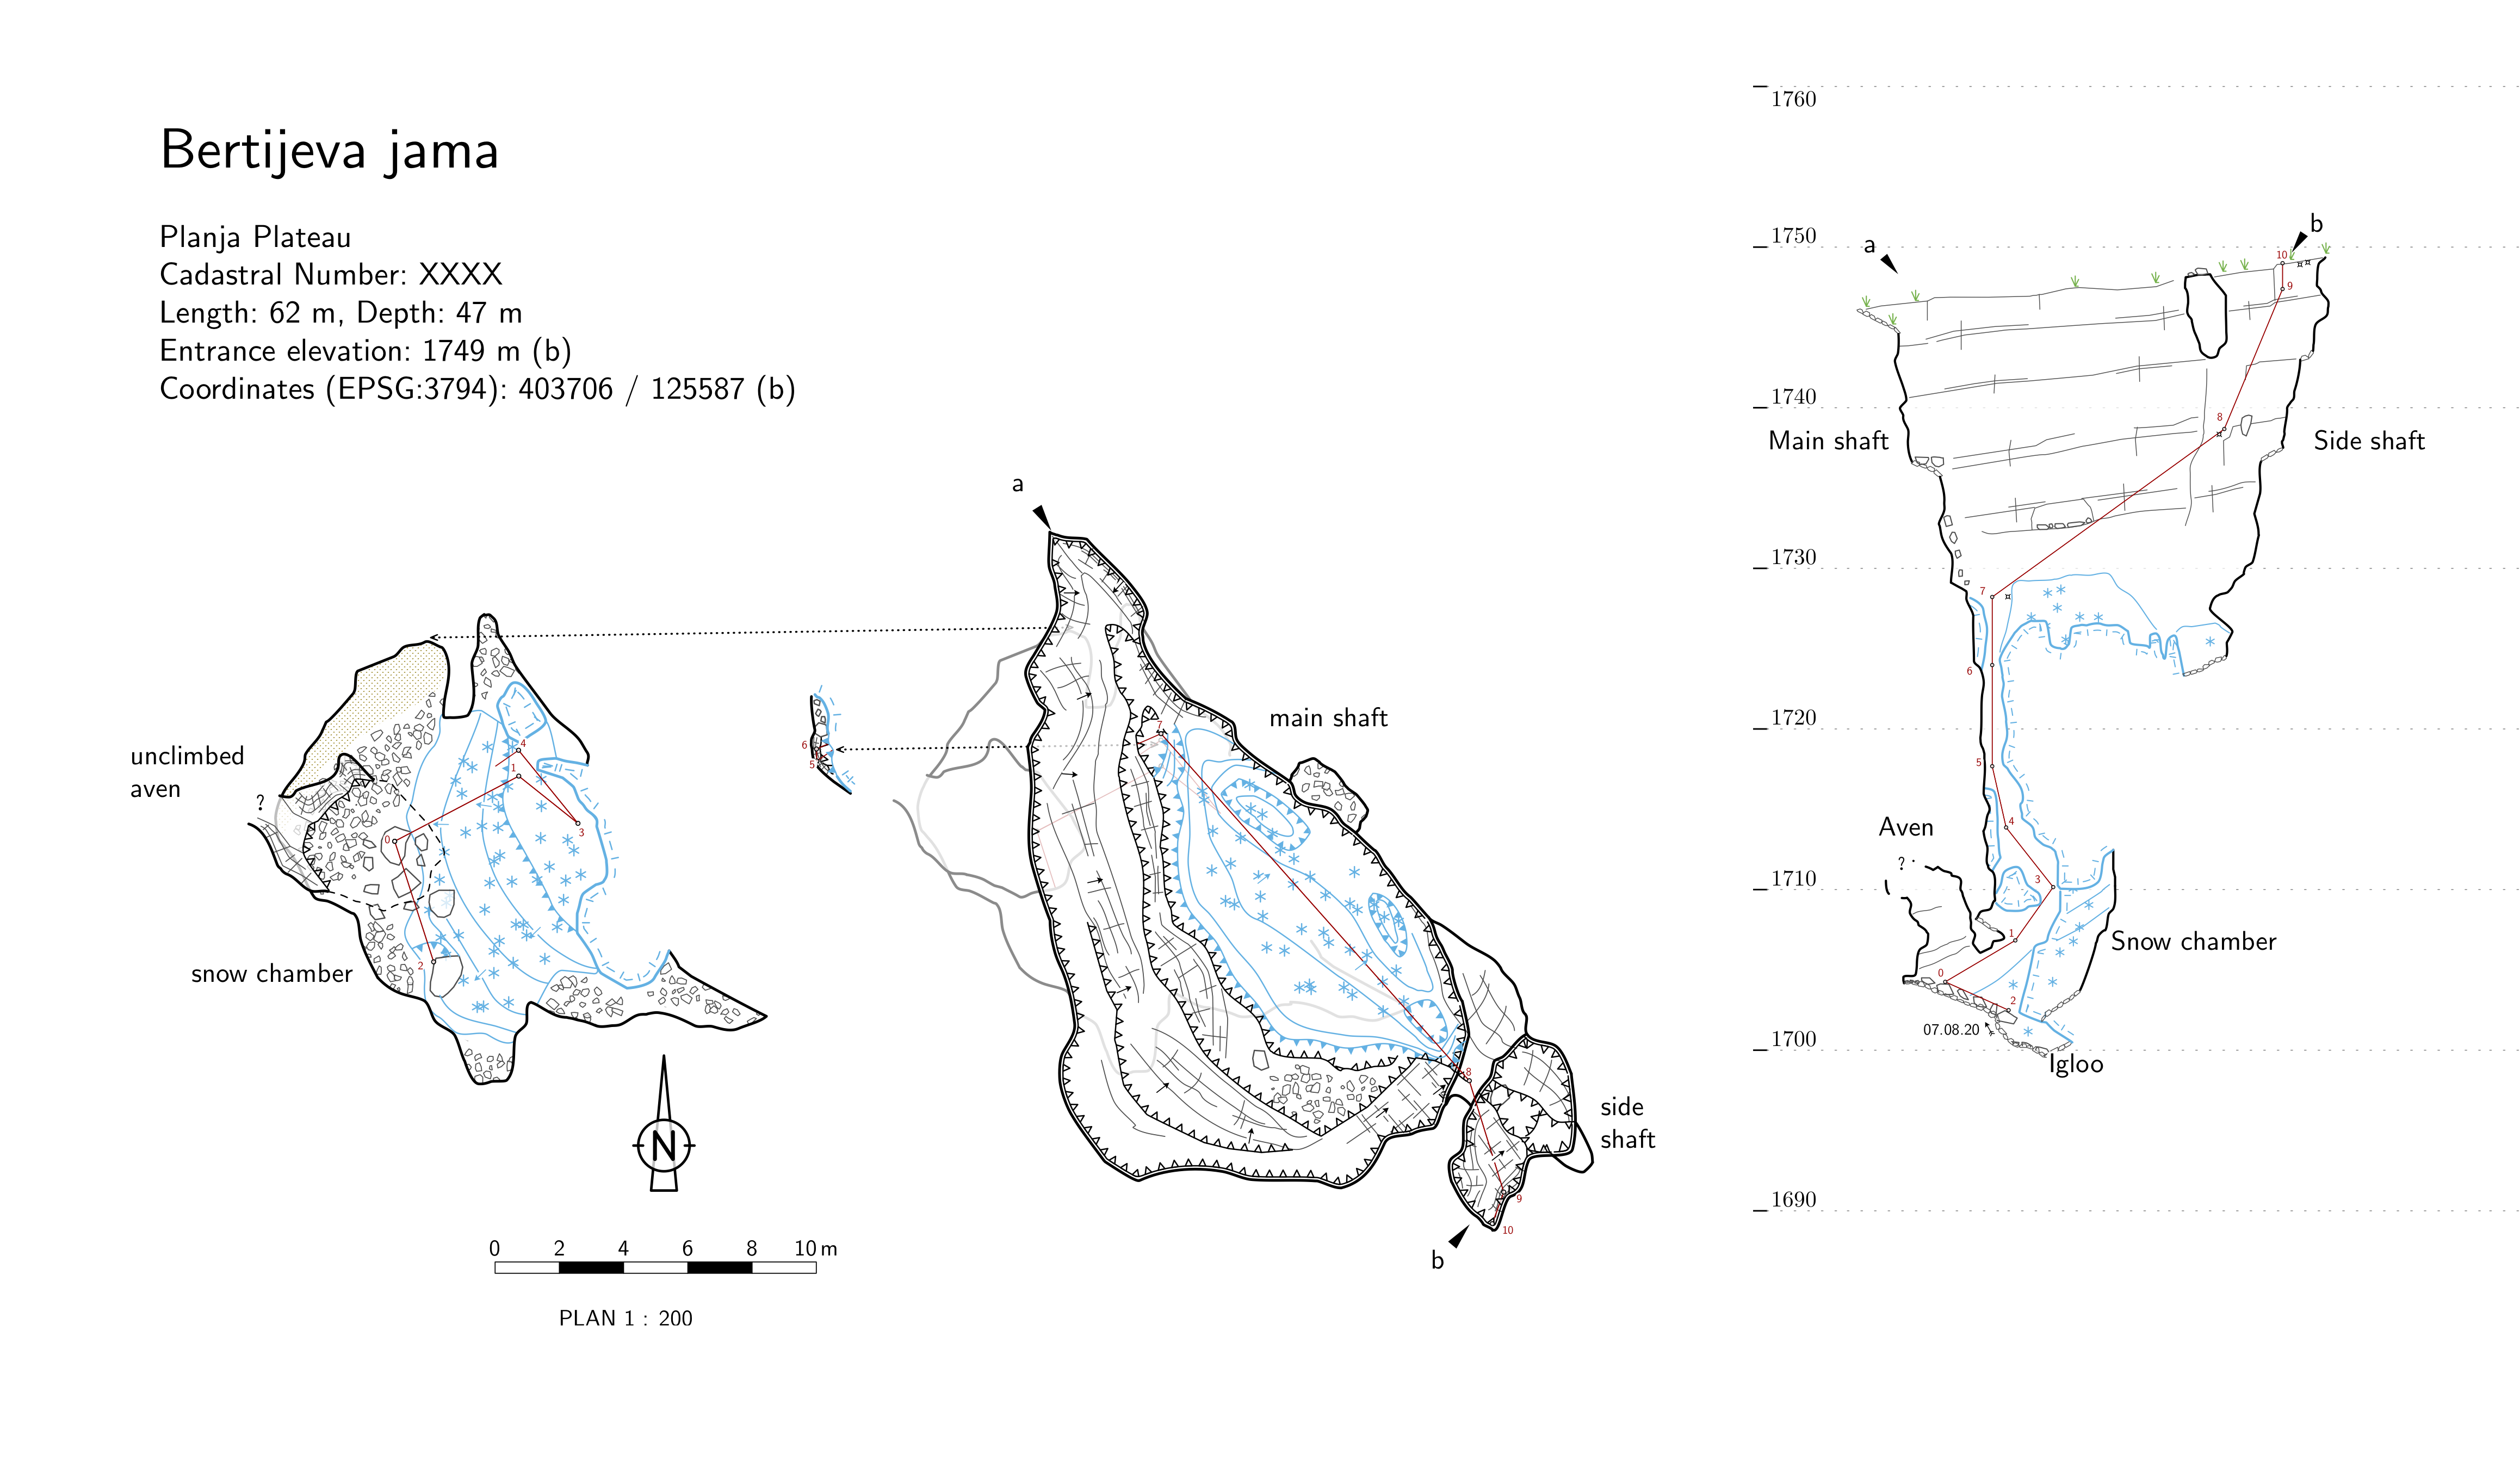 Bertijeva jama
Planja Plateau
Cadastral Number: XXXX
Length: 62 m, Depth: 47 m
Entrance elevation: 1749 m (b)
Coordinates (EPSG:3794): 403706 / 125587 (b)
unclimbed
aven
?
snow chamber
4
1
3
0
2
6
5
N
0 2 4 6 8 10 m
PLAN 1 : 200
a
main shaft
7
8
side
shaft
9
10
b
1760
1750
1740
1730
1720
1710
1700
1690
a
b
10
9
8
Main shaft
Side shaft
7
6
5
4
Aven
?
3
1
Snow chamber
0
2
07.08.20
Igloo